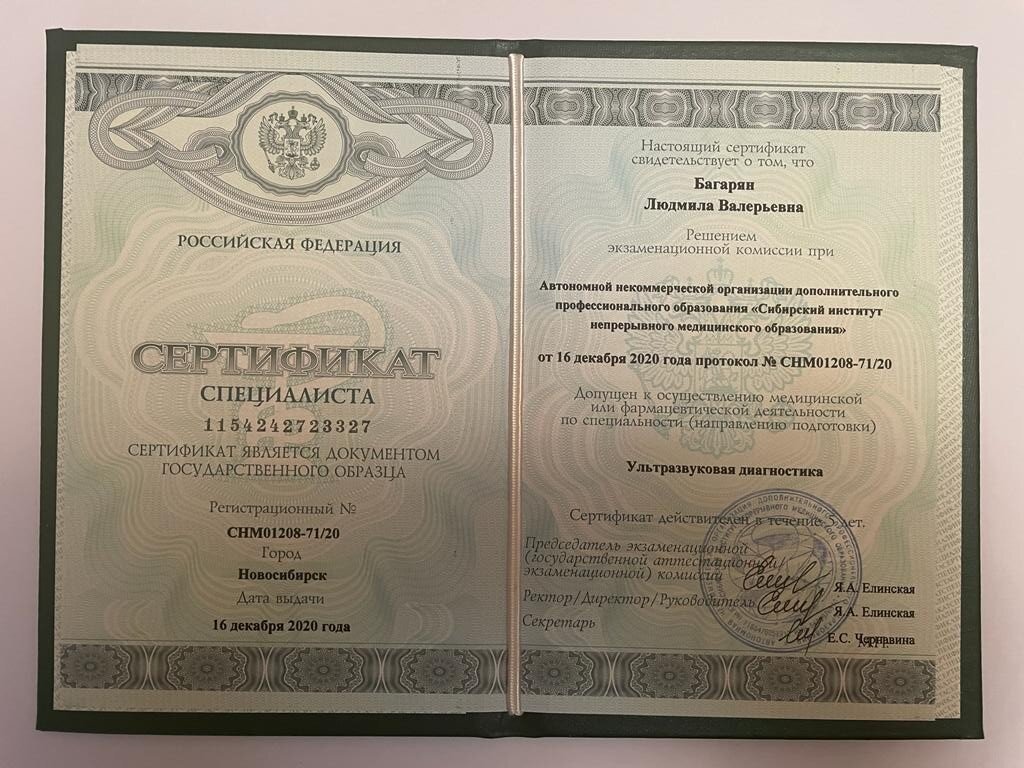 РОССИЙСКАЯ ФЕДЕРАЦИЯ
СЕРТИФИКАТ
СПЕЦИАЛИСТА
1154242723327
СЕРТИФИКАТ ЯВЛЯЕТСЯ ДОКУМЕНТОМ
ГОСУДАРСТВЕННОГО ОБРАЗЦА
Регистрационный №
СНМ01208-71/20
Город
Новосибирск
Дата выдачи
16 декабря 2020 года
Настоящий сертификат
свидетельствует о том, что
Багарян
Людмила Валерьевна
Решением
экзаменационной комиссии при
Автономной некоммерческой организации дополнительного
профессионального образования «Сибирский институт
непрерывного медицинского образования»
от 16 декабря 2020 года протокол № СНМ01208-71/20
Допущен к осуществлению медицинской
или фармацевтической деятельности
по специальности (направлению подготовки)
Ультразвуковая диагностика
Сертификат действителен в течение 5 лет.
Председатель экзаменационной
(государственной аттестационной/
экзаменационной) комиссии
Я.А. Елинская
Ректор/Директор/Руководитель
Я.А. Елинская
Секретарь
Е.С. Чернавина
М.П.